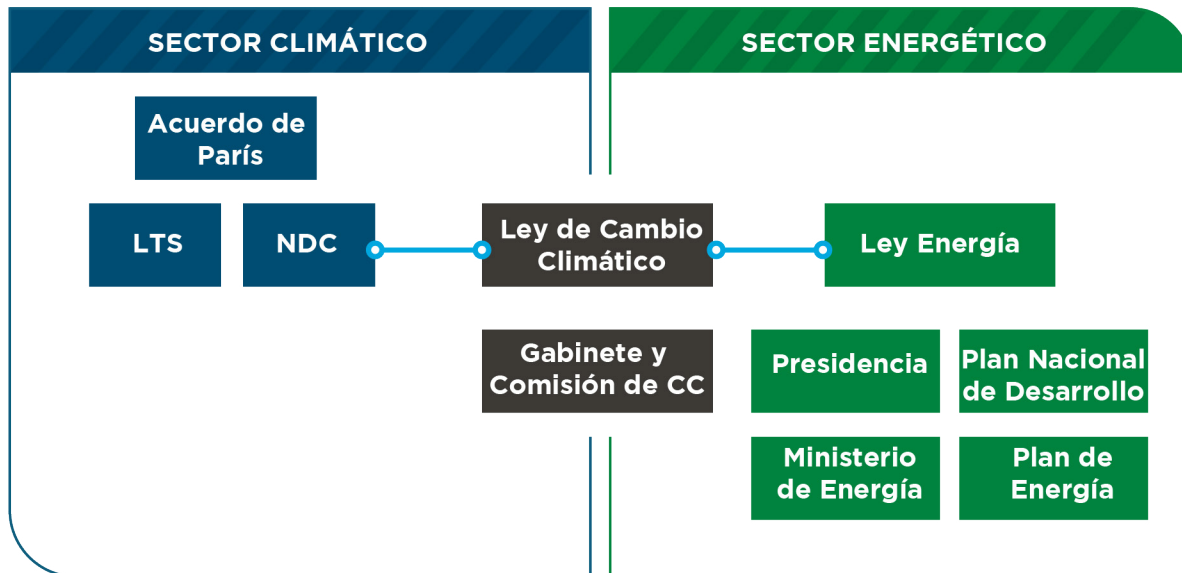 SECTOR CLIMÁTICO
SECTOR ENERGÉTICO
Acuerdo de
París
LTS
NDC
Ley de Cambio
Climático
Ley Energía
Gabinete y
Comisión de CC
Presidencia
Plan Nacional
de Desarrollo
Ministerio
de Energía
Plan de
Energía